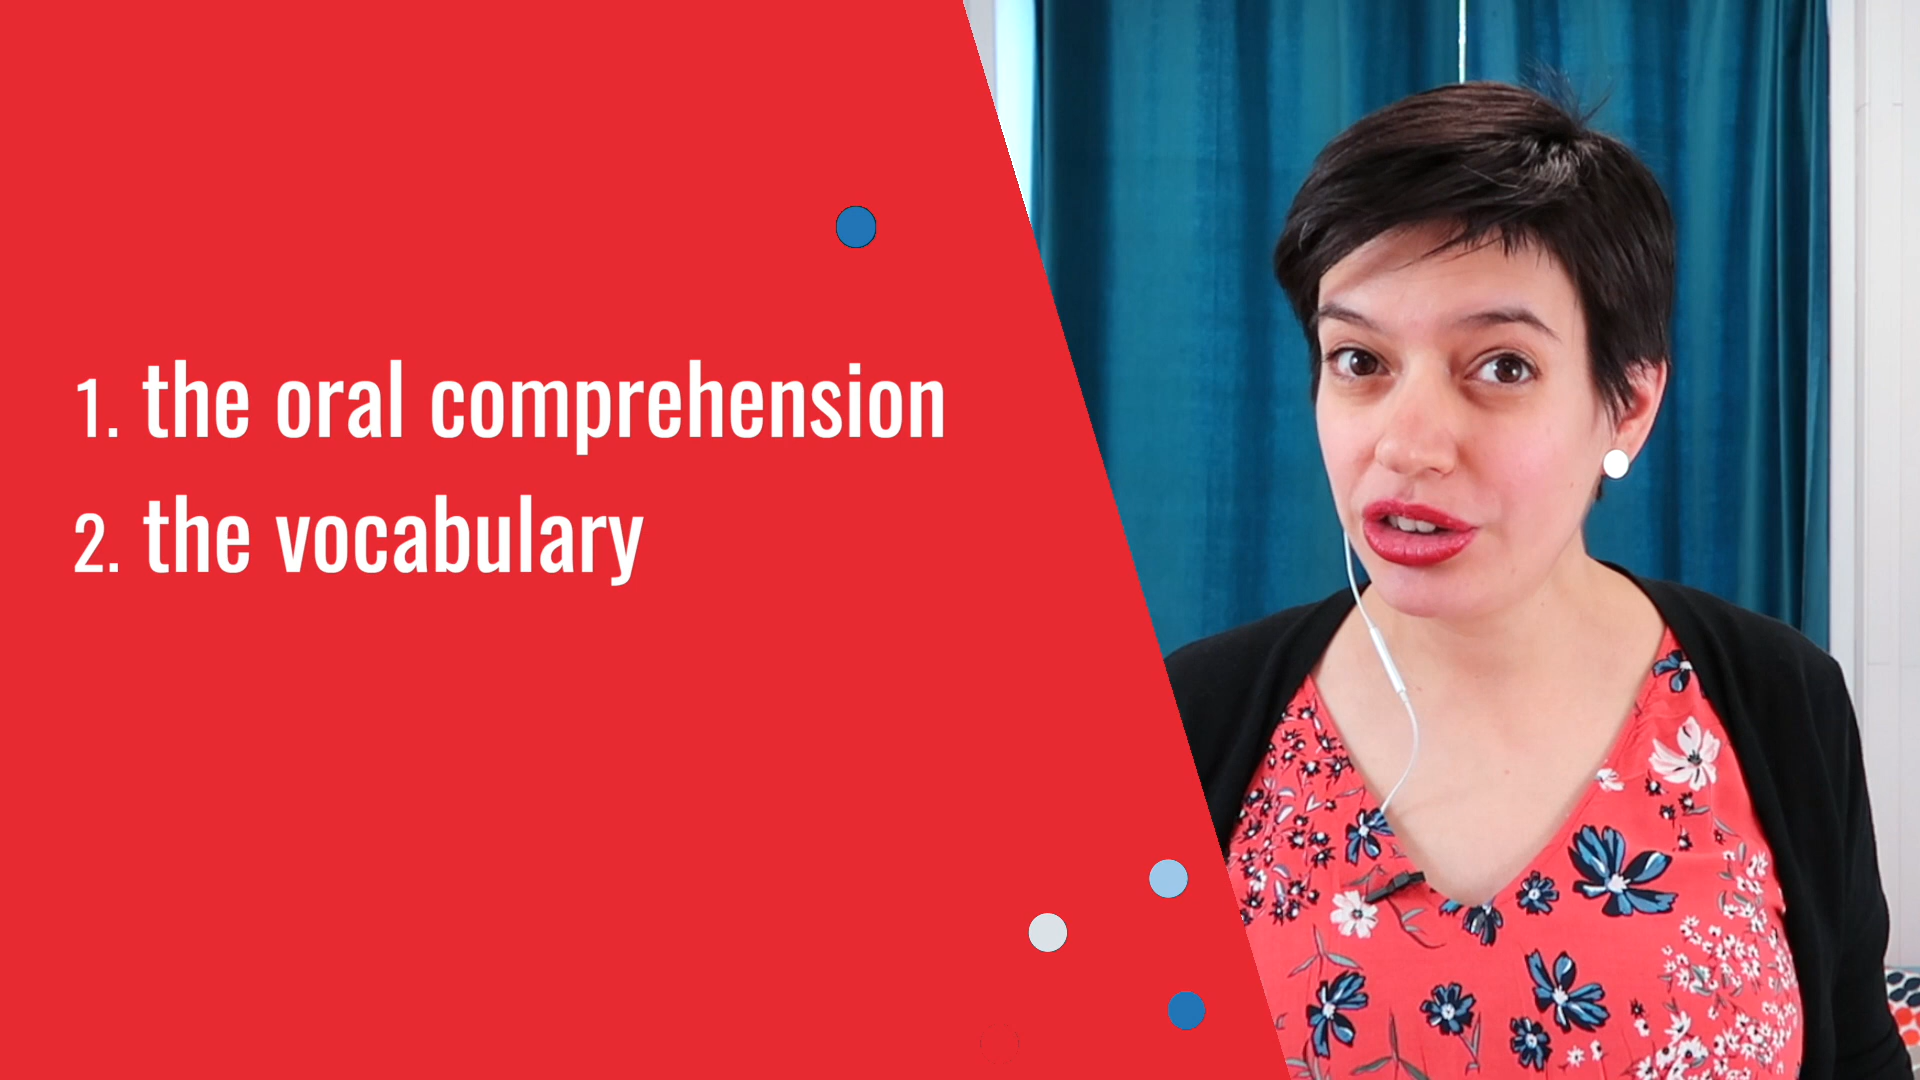 1. the oral comprehension
2. the vocabulary